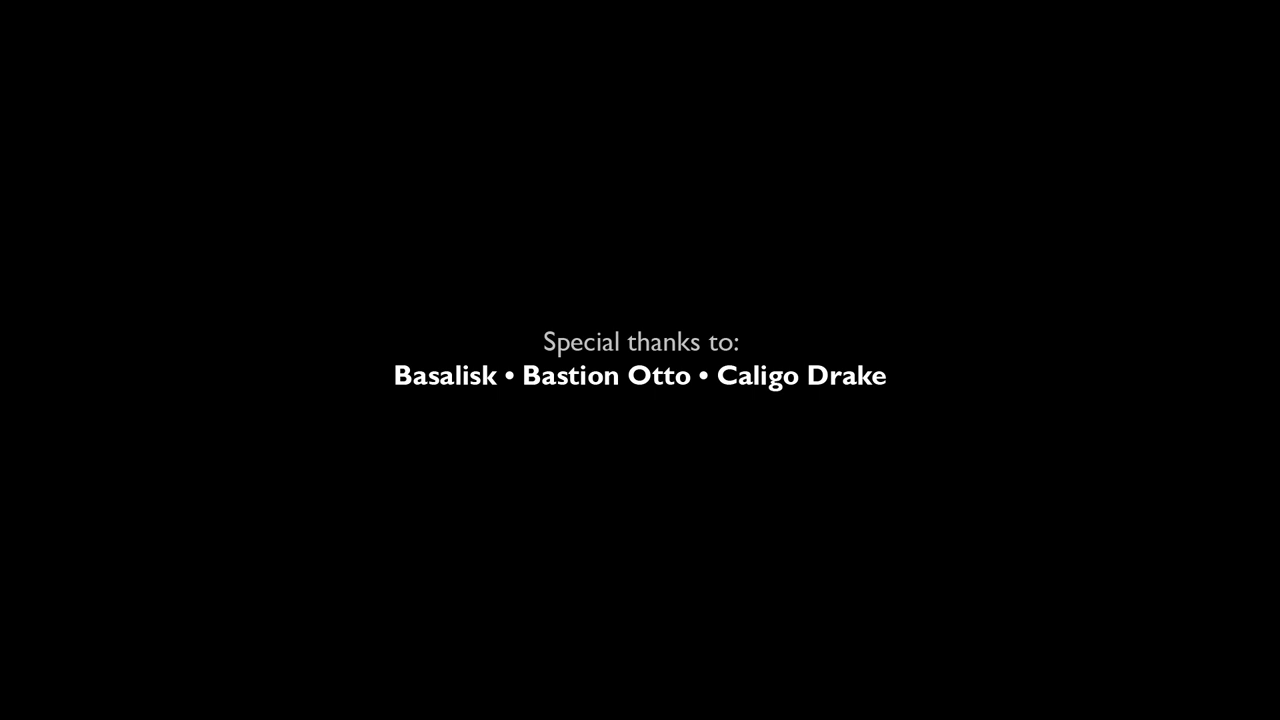 Special thanks to:
Basalisk • Bastion Otto • Caligo Drake